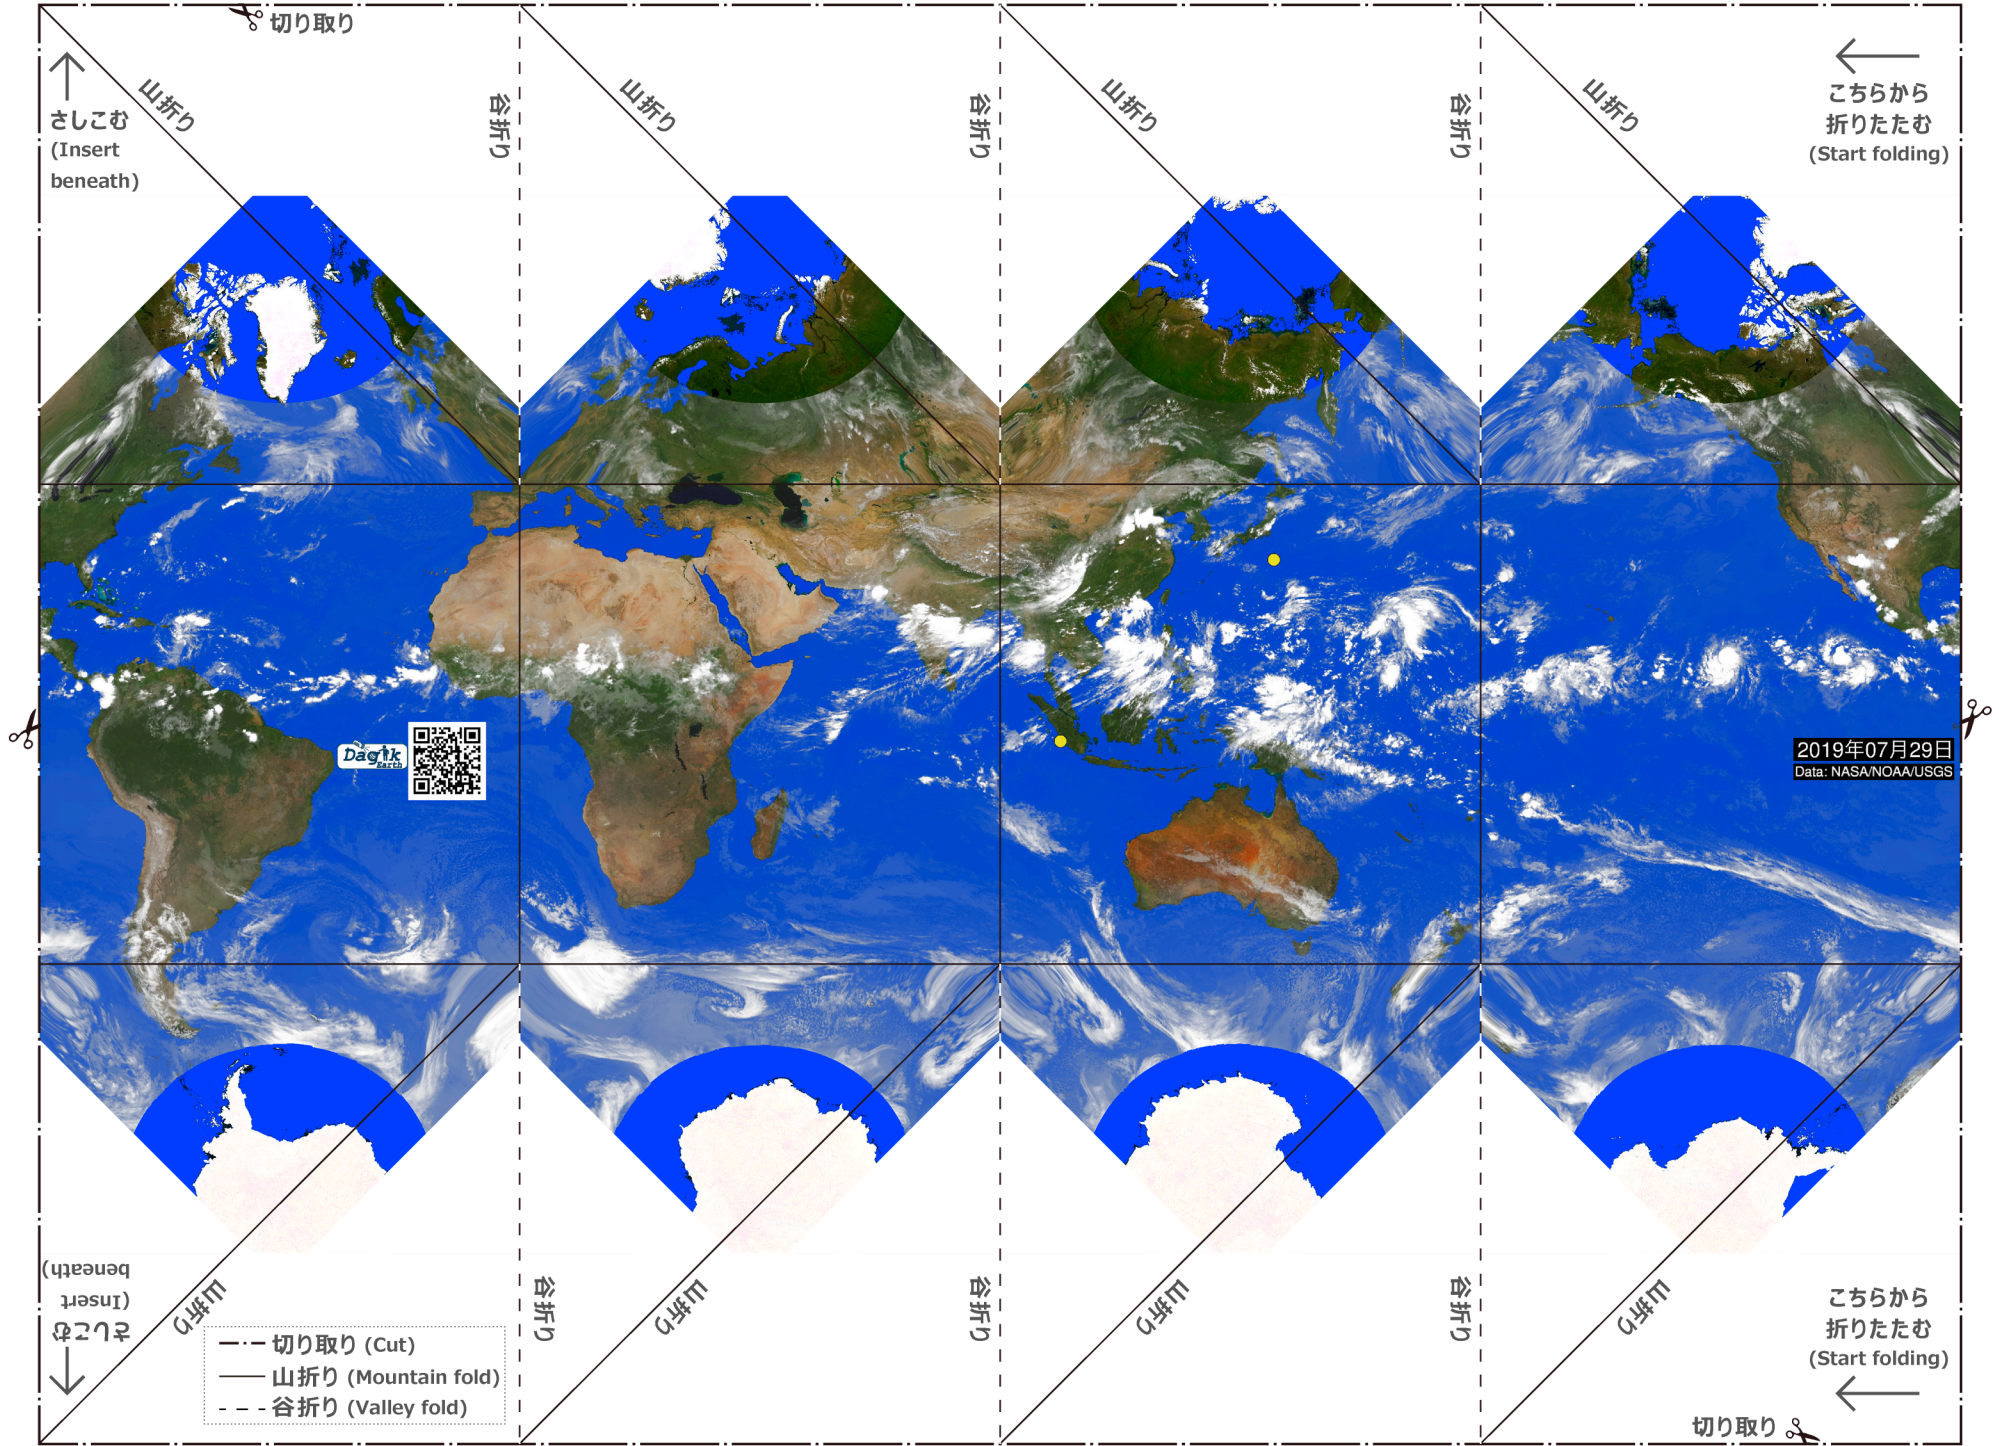 切り取り
さしこむ
(Insert
beneath)
山折り
谷折り
山折り
谷折り
山折り
谷折り
山折り
こちらから
折りたたむ
(Start folding)
Dagik
Earth
2019年07月29日
Data: NASA/NOAA/USGS
さしこむ
(Insert
beneath)
山折り
谷折り
山折り
谷折り
山折り
谷折り
山折り
こちらから
折りたたむ
(Start folding)
切り取り (Cut)
山折り (Mountain fold)
谷折り (Valley fold)
切り取り